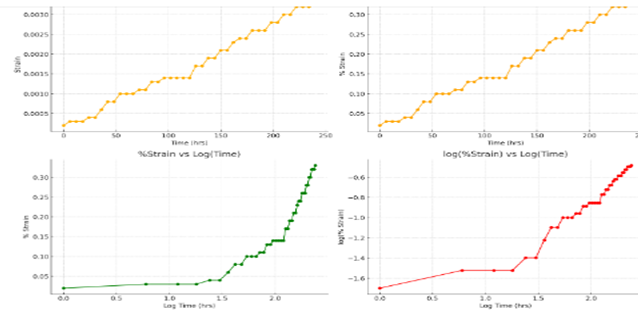 0.0030
0.0025
0.0020
0.0015
0.0010
0.0005
Strain
0 50 100 150 200 250
Time (hrs)
0.30
0.25
0.20
0.15
0.10
0.05
% Strain
0 50 100 150 200
Time (hrs)
%Strain vs Log(Time)
0.30
0.25
0.20
0.15
0.10
0.05
% Strain
0.0 0.5 1.0 1.5 2.0
Log Time (hrs)
log(%Strain) vs Log(Time)
−0.6
−0.8
−1.0
−1.2
−1.4
−1.6
log(% Strain)
0.0 0.5 1.0 1.5 2.0
Log Time (hrs)